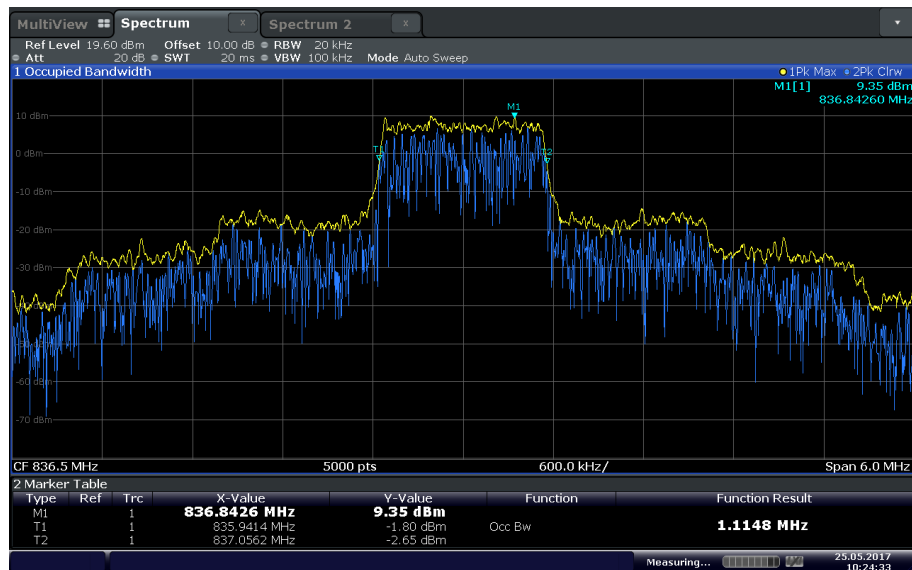 MultiView Spectrum x Spectrum 2 x
Ref Level 19.60 dBm Offset 10.00 dB RBW 20 kHz
Att 20 dB SWT 20 ms VBW 100 kHz Mode Auto Sweep
1 Occupied Bandwidth 1Pk Max 2Pk Clrw
M1[1] 9.35 dBm
836.84260 MHz
M1
10 dBm
0 dBm
T2
-10 dBm
-20 dBm
-30 dBm
-60 dBm
-70 dBm
CF 836.5 MHz 5000 pts 600.0 kHz/ Span 6.0 MHz
2 Marker Table
Type Ref Trc X-Value Y-Value Function Function Result
M1 1 836.8426 MHz 9.35 dBm
T1 1 835.9414 MHz -1.80 dBm Occ Bw 1.1148 MHz
T2 1 837.0562 MHz -2.65 dBm
Measuring... 25.05.2017
10:24:33